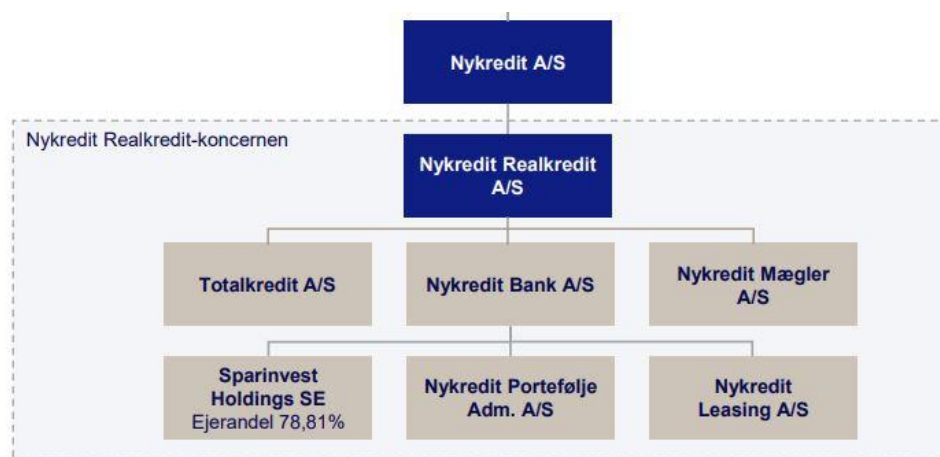 Nykredit A/S
Nykredit Realkredit-koncernen
Nykredit Realkredit
A/S
Totalkredit A/S
Nykredit Bank A/S
Nykredit Mægler
A/S
Sparinvest
Holdings SE
Ejerandel 78,81%
Nykredit Portefølje
Adm. A/S
Nykredit
Leasing A/S